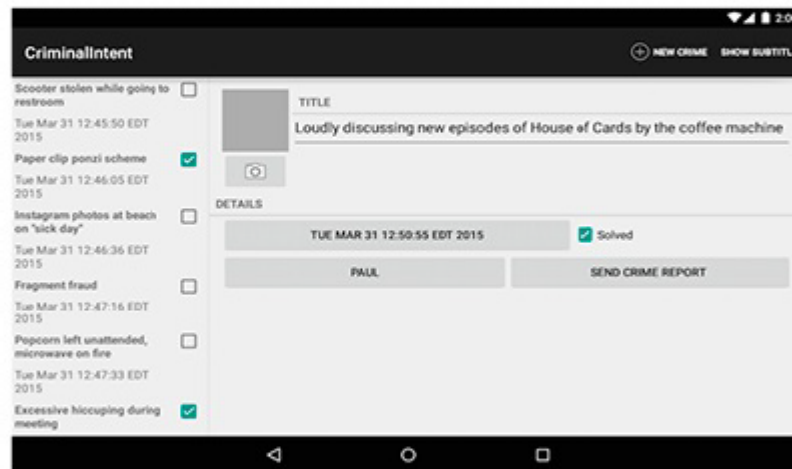 2:0
CriminalIntent
NEW CRIME SHOW SUBTITL
Scooter stolen while going to
restroom
Tue Mar 31 12:45:50 EDT
2015
Paper clip ponzi scheme
Tue Mar 31 12:46:05 EDT
2015
Instagram photos at beach
on "sick day"
Tue Mar 31 12:46:36 EDT
2015
Fragment fraud
Tue Mar 31 12:47:16 EDT
2015
Popcorn left unattended,
microwave on fire
Tue Mar 31 12:47:33 EDT
2015
Excessive hiccuping during
meeting
TITLE
Loudly discussing new episodes of House of Cards by the coffee machine
DETAILS
TUE MAR 31 12:50:55 EDT 2015 Solved
PAUL SEND CRIME REPORT